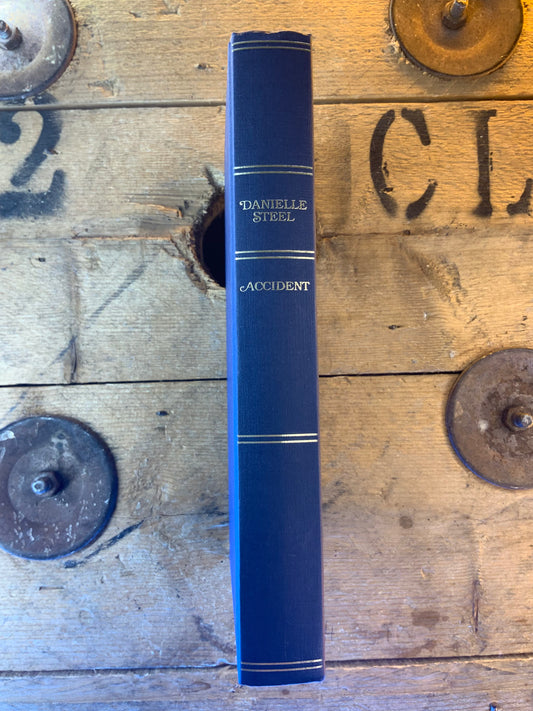 2
CL
DANIELLE
STEEL
ACCIDENT